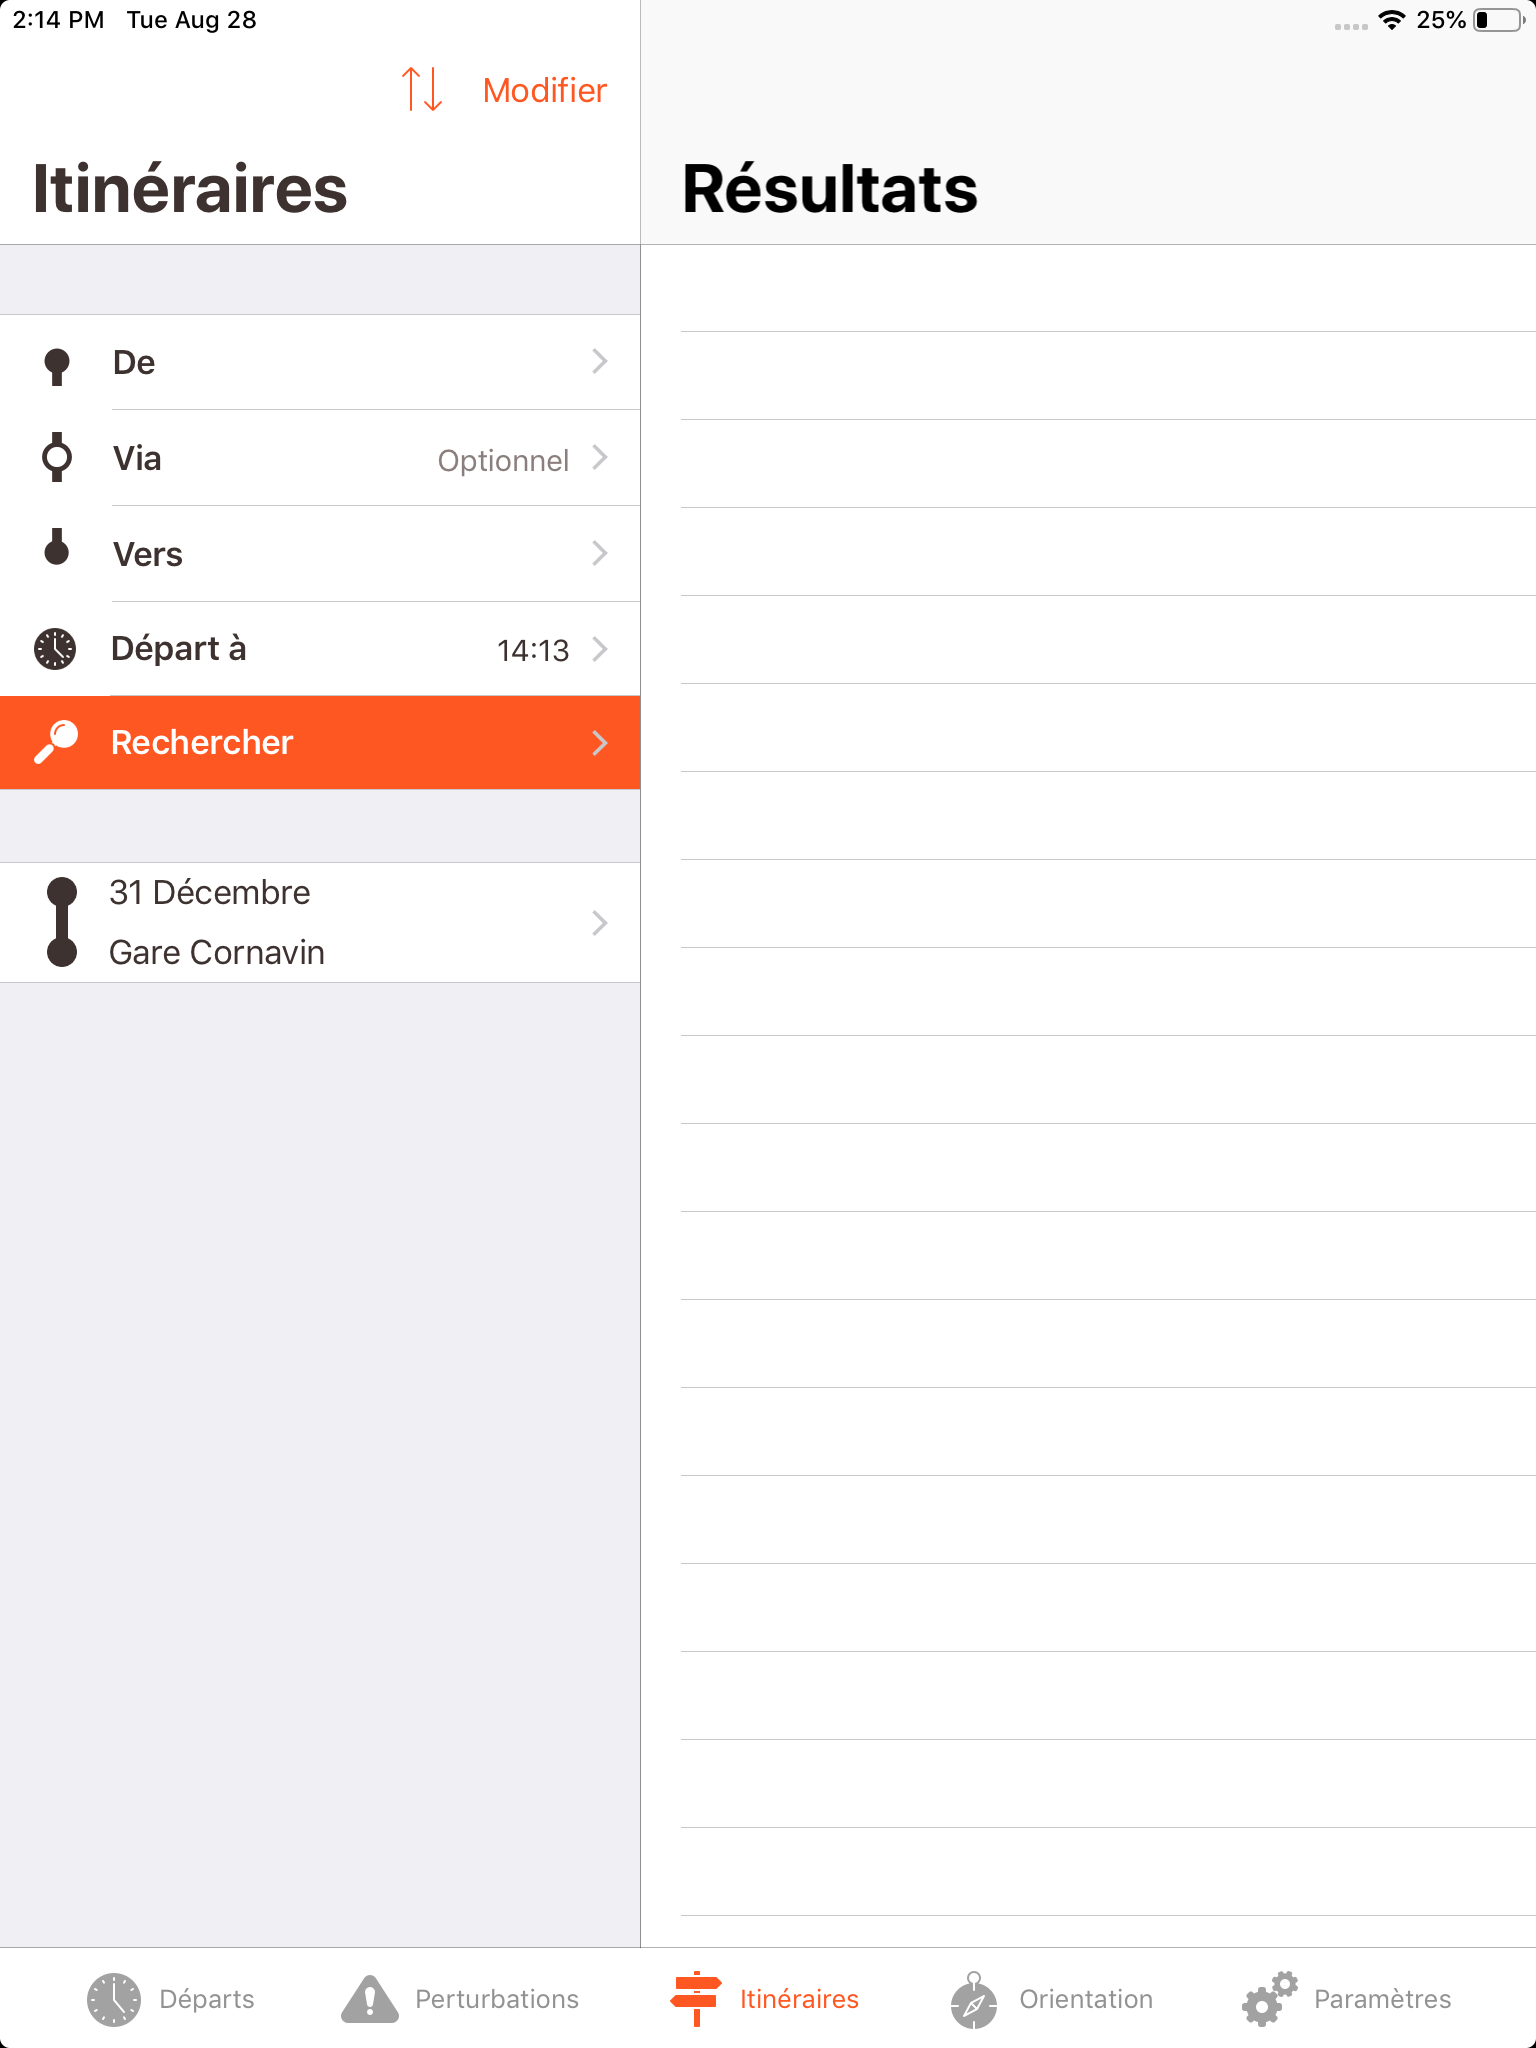 2:14 PM Tue Aug 28
25%
Modifier
Itinéraires
Résultats
De
Via Optionnel
Vers
Départ à 14:13
Rechercher
31 Décembre
Gare Cornavin
Départs Perturbations Itinéraires Orientation Paramètres